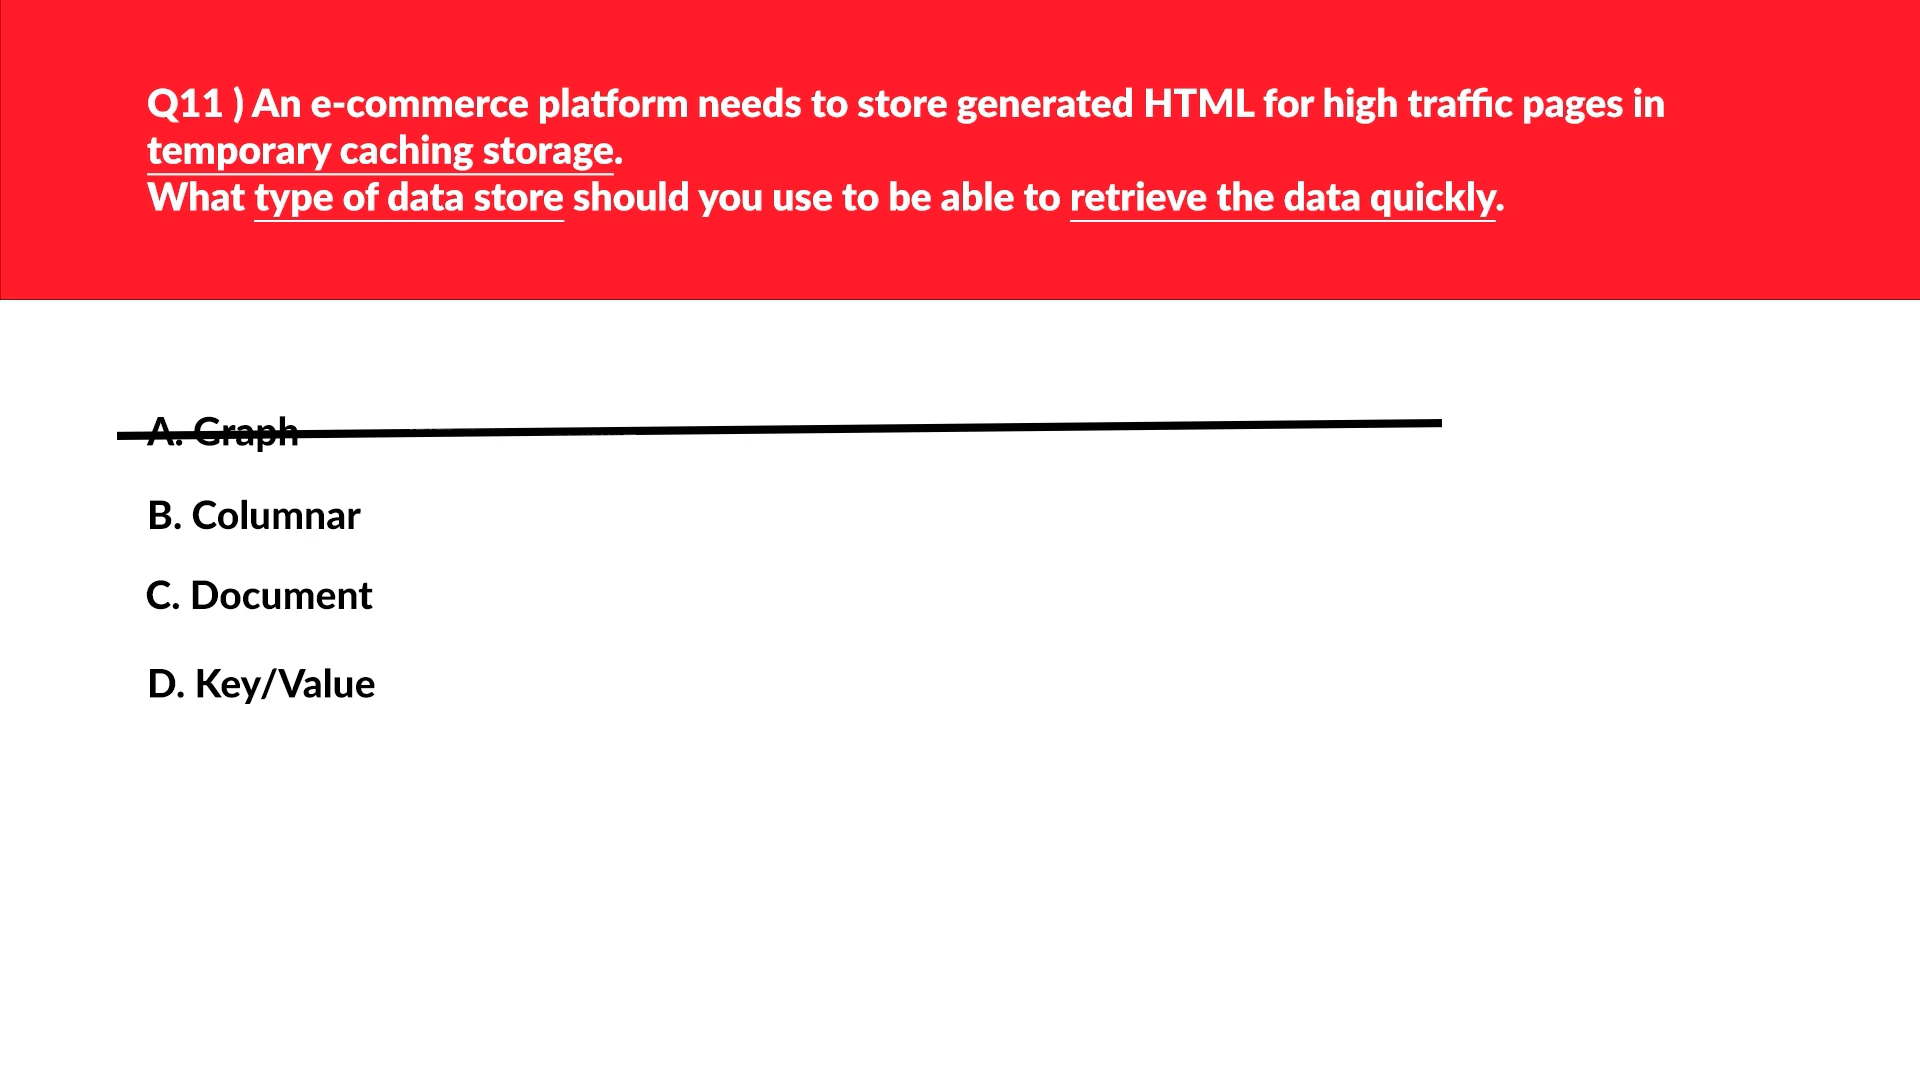 Q11 ) An e-commerce platform needs to store generated HTML for high traffic pages in
temporary caching storage.
What type of data store should you use to be able to retrieve the data quickly.
A. Graph
B. Columnar
C. Document
D. Key/Value